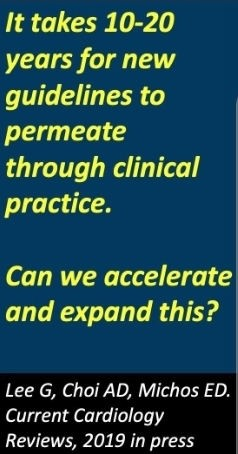 It takes 10-20
years for new
guidelines to
permeate
through clinical
practice.
Can we accelerate
and expand this?
Lee G, Choi AD, Michos ED.
Current Cardiology
Reviews, 2019 in press